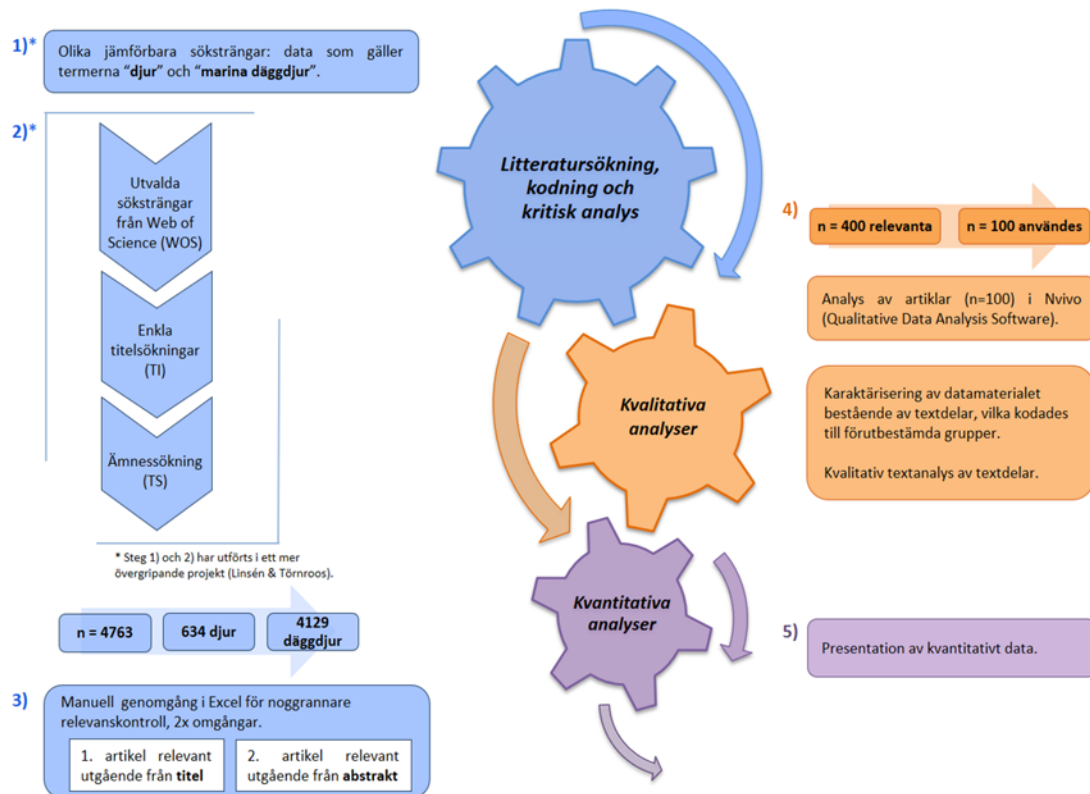 1)*
Olika jämförbara söksträngar: data som gäller
termerna “djur” och “marina däggdjur”.
2)*
Utvalda
söksträngar
från Web of
Science (WOS)
Enkla
titelsökningar
(TI)
Ämnessökning
(TS)
* Steg 1) och 2) har utförts i ett mer
övergripande projekt (Linsén & Törnroos).
n = 4763
634 djur
4129
däggdjur
3)
Manuell genomgång i Excel för noggrannare
relevanskontroll, 2x omgångar.
1. artikel relevant
utgående från titel
2. artikel relevant
utgående från abstrakt
Litteratursökning,
kodning och
kritisk analys
Kvalitativa
analyser
Kvantitativa
analyser
4)
n = 400 relevanta
n = 100 användes
Analys av artiklar (n=100) i Nvivo
(Qualitative Data Analysis Software).
Karaktärisering av datamaterialet
bestående av textdelar, vilka kodades
till förutbestämda grupper.
Kvalitativ textanalys av textdelar.
5)
Presentation av kvantitativt data.